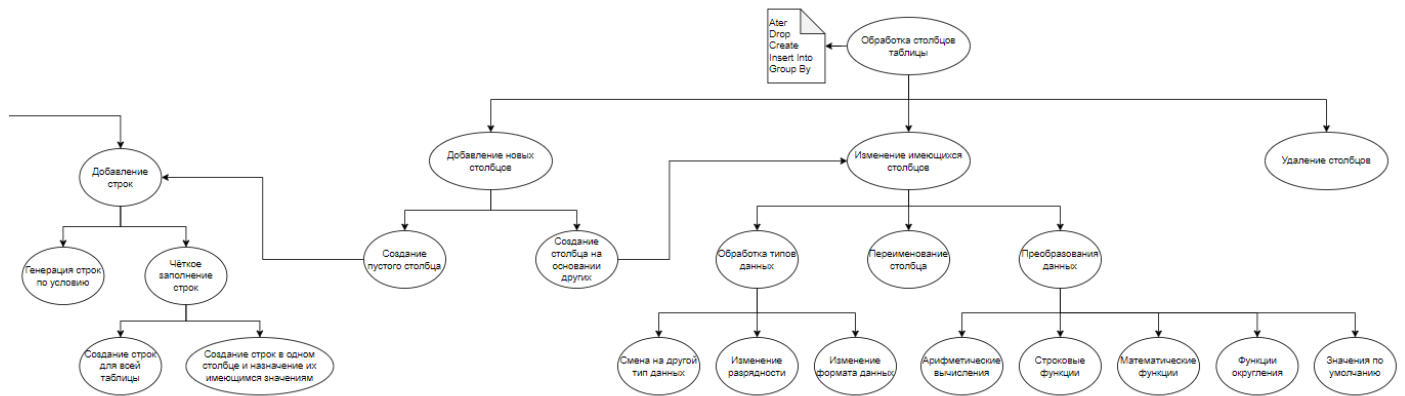 Ater
Drop
Create
Insert Into
Group By
Обработка столбцов
таблицы
Добавление
строк
Добавление новых
столбцов
Изменение имеющихся
столбцов
Удаление столбцов
Генерация строк
по условию
Чёткое
заполнение
строк
Создание
пустого столбца
Создание
столбца на
основании
других
Обработка типов
данных
Переименование
столбца
Преобразования
данных
Создание строк
для всей
таблицы
Создание строк в одном
столбце и назначение их
имеющимся значениям
Смена на другой
тип данных
Изменение
разрядности
Изменение
формата данных
Арифметические
вычисления
Строковые
функции
Математические
функции
Функции
округления
Значения по
умолчанию